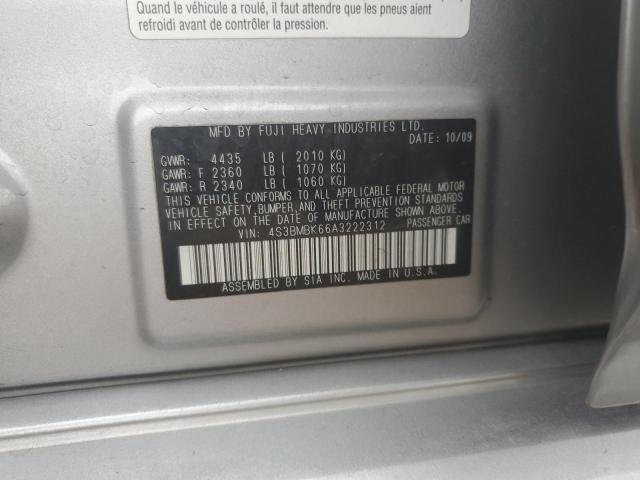 Quand le véhicule a roulé, il faut attendre que les pneus aient
refroidi avant de contrôler la pression.
MFD BY FUJI HEAVY INDUSTRIES LTD.
DATE: 10/09
GVWR: 4435 LB ( 2010 KG)
GAWR: F 2360 LB ( 1070 KG)
GAWR: R 2340 LB ( 1060 KG)
THIS VEHICLE CONFORMS TO ALL APPLICABLE FEDERAL MOTOR
VEHICLE SAFETY, BUMPER, AND THEFT PREVENTION STANDARDS
IN EFFECT ON THE DATE OF MANUFACTURE SHOWN ABOVE.
VIN: 4S3BMBK66A3222312 PASSENGER CAR
ASSEMBLED BY SIA INC. MADE IN U.S.A.